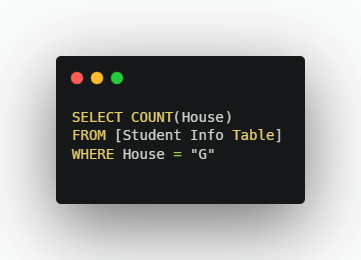 SELECT COUNT(House)
FROM [Student Info Table]
WHERE House = "G"